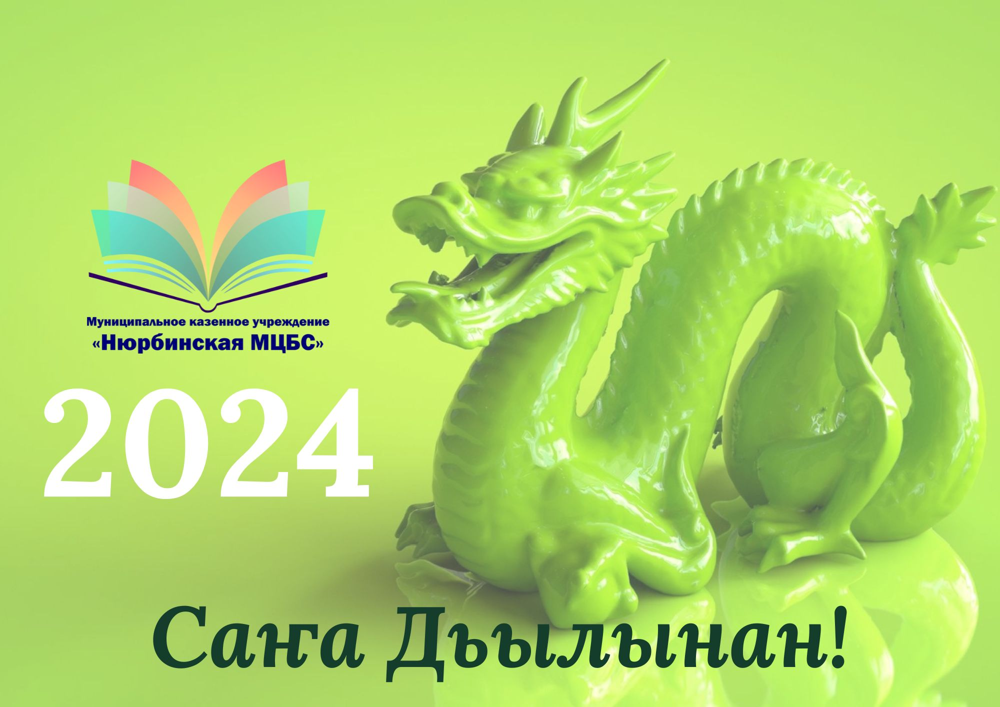 Муниципальное казенное учреждение
«Нюрбинская МЦБС»
2024
Саҥа Дьылынан!